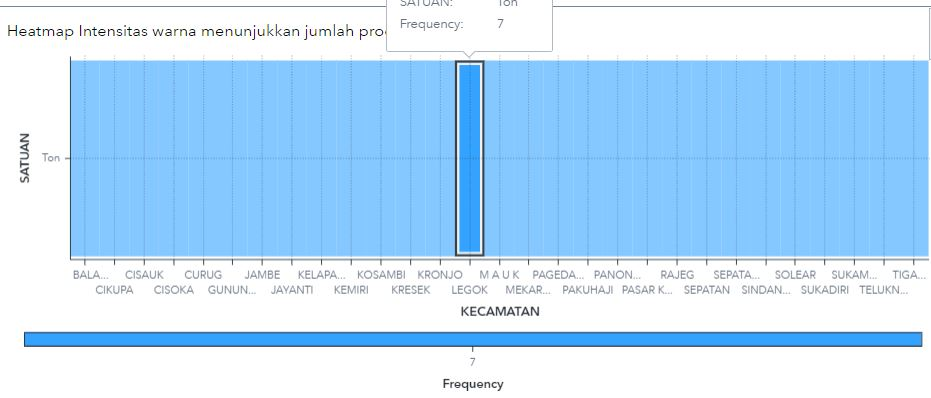 SATUAN: Ton
Frequency: 7
Heatmap Intensitas warna menunjukkan jumlah pro
SATUAN
Ton
BALA... CISAUK CURUG JAMBE KELAPA... KOSAMBI KRONJO M A U K PAGEDA... PANON... RAJEG SEPATA... SOLEAR SUKAM... TIGA...
CIKUPA CISOKA GUNUN... JAYANTI KEMIRI KRESEK LEGOK MEKAR... PAKUHAJI PASAR K... SEPATAN SINDAN... SUKADIRI TELUKN...
KECAMATAN
7
Frequency